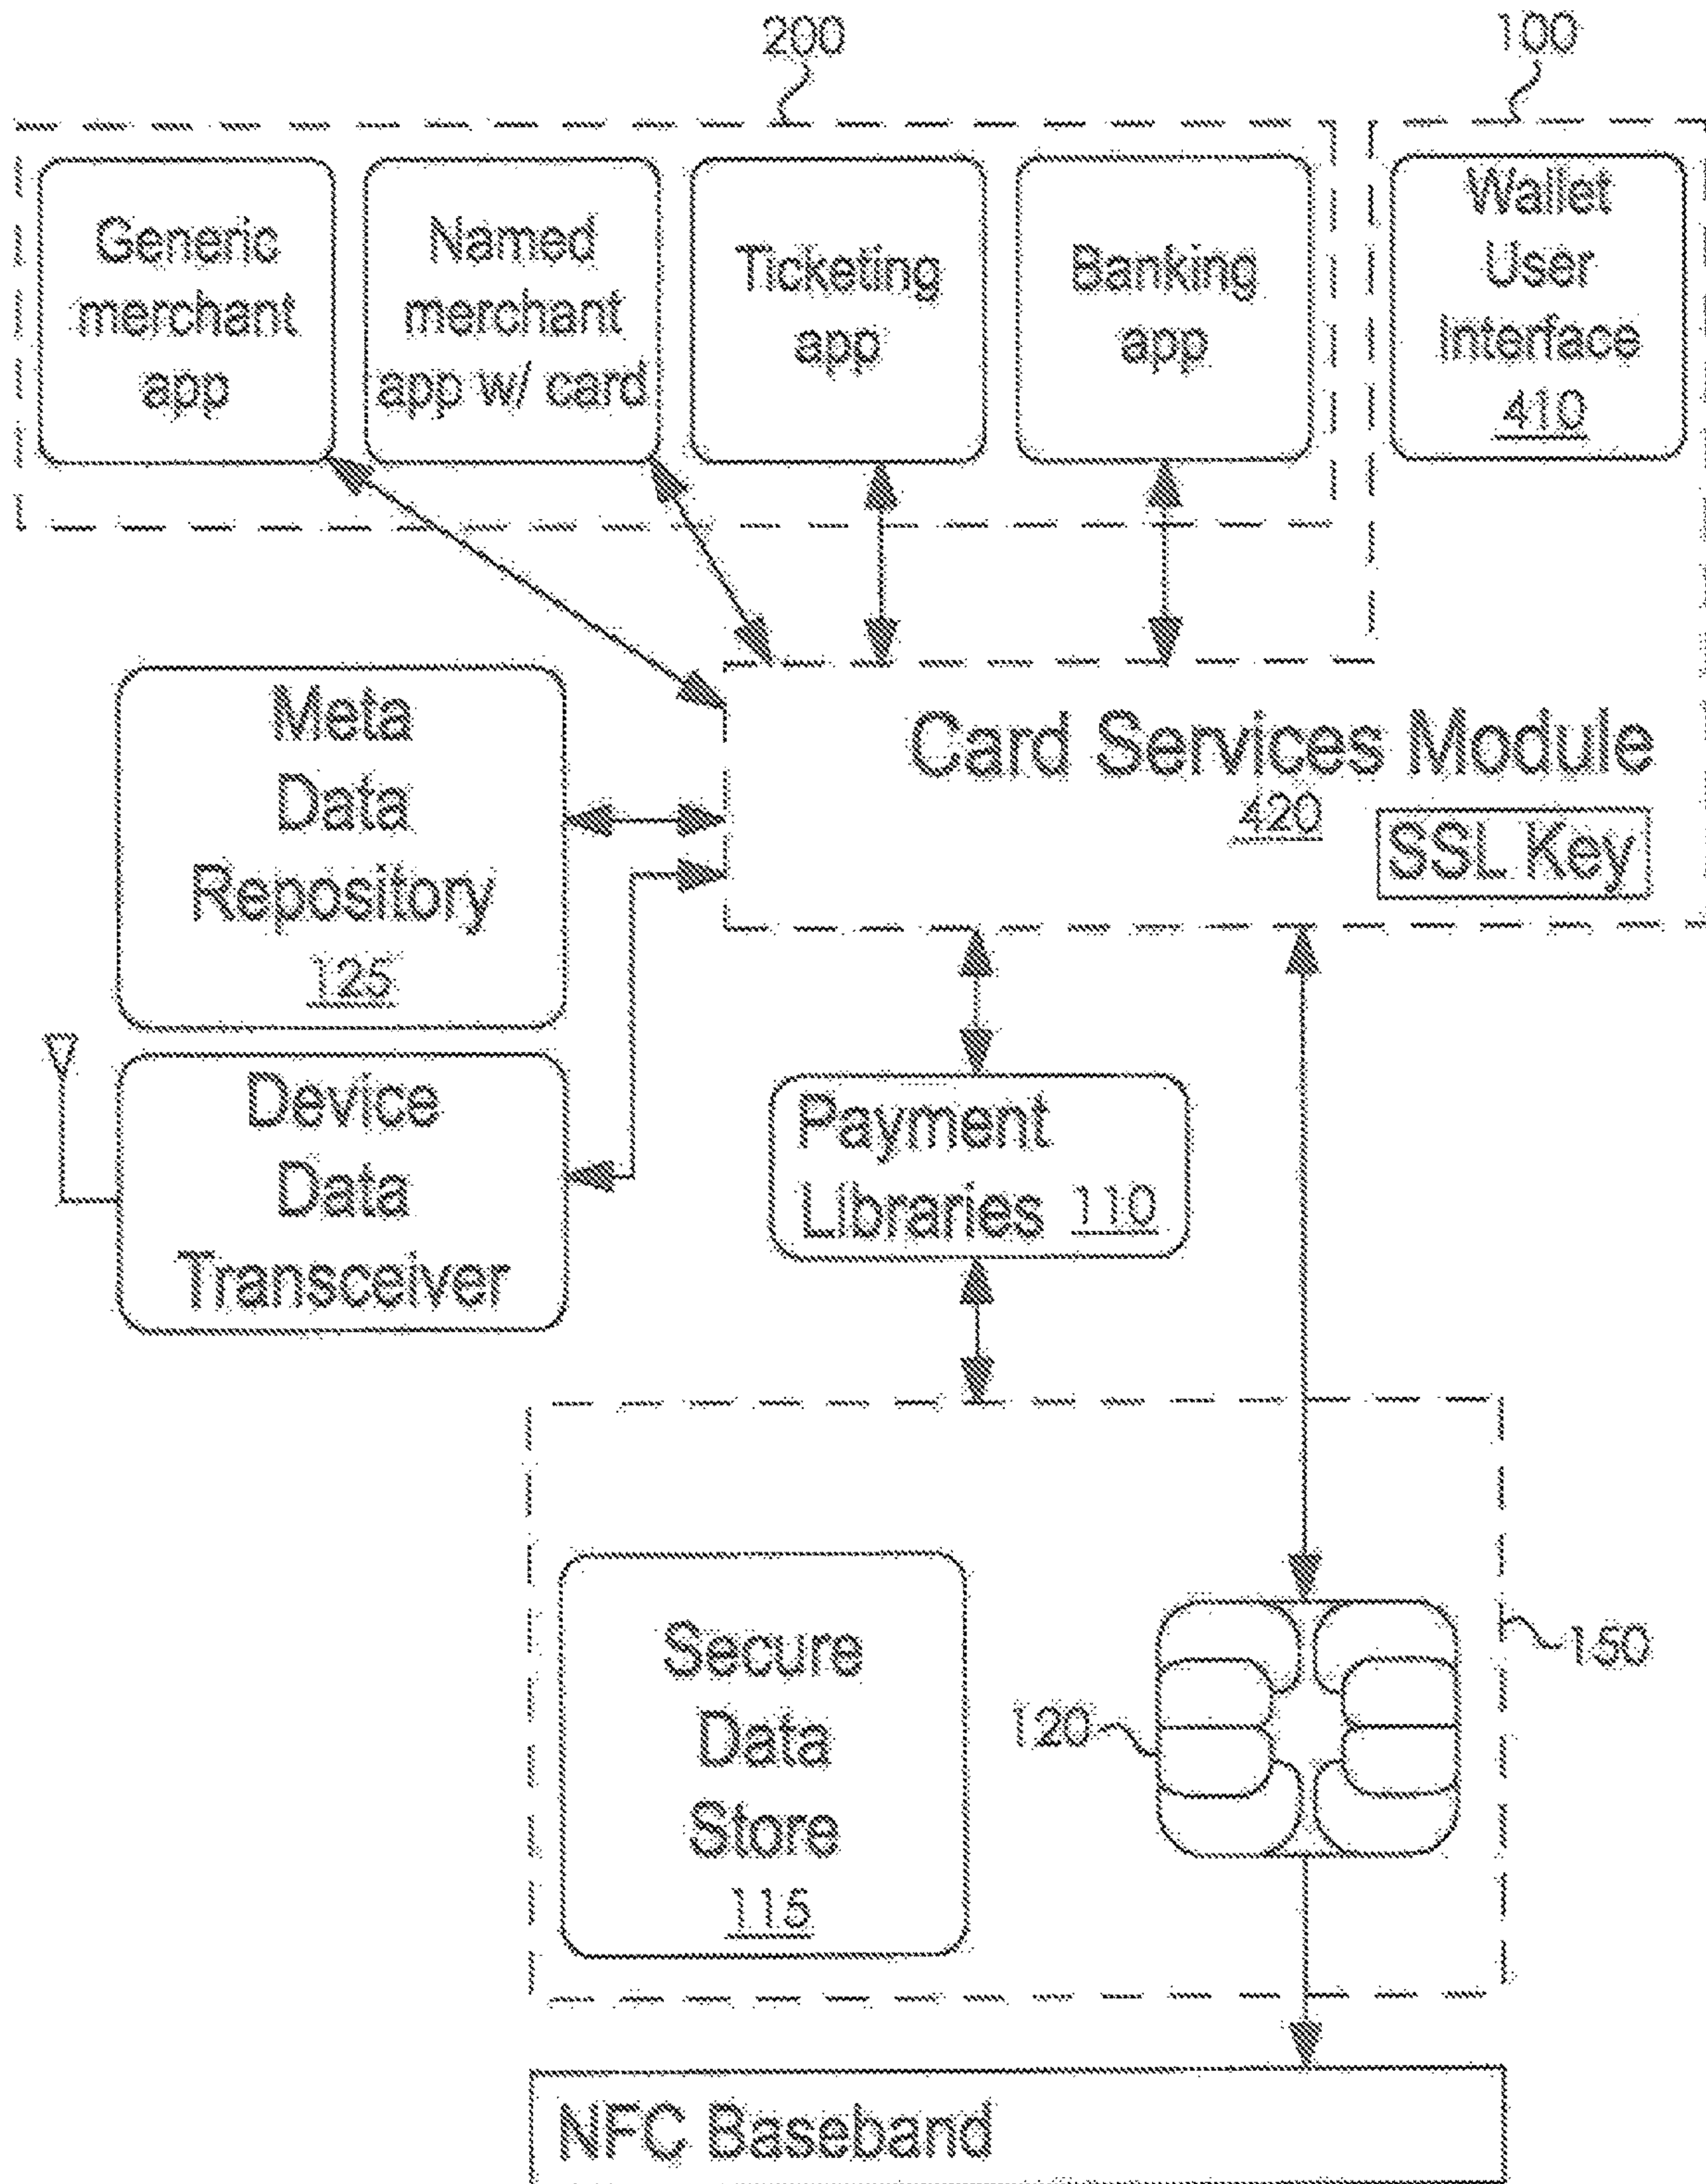 200
100
Generic
merchant
app
Named
merchant
app w/ card
Ticketing
app
Banking
app
Wallet
User
Interface
410
Card Services Module
420
SSL Key
Meta
Data
Repository
125
Device
Data
Transceiver
Payment
Libraries 110
Secure
Data
Store
115
120
150
NFC Baseband